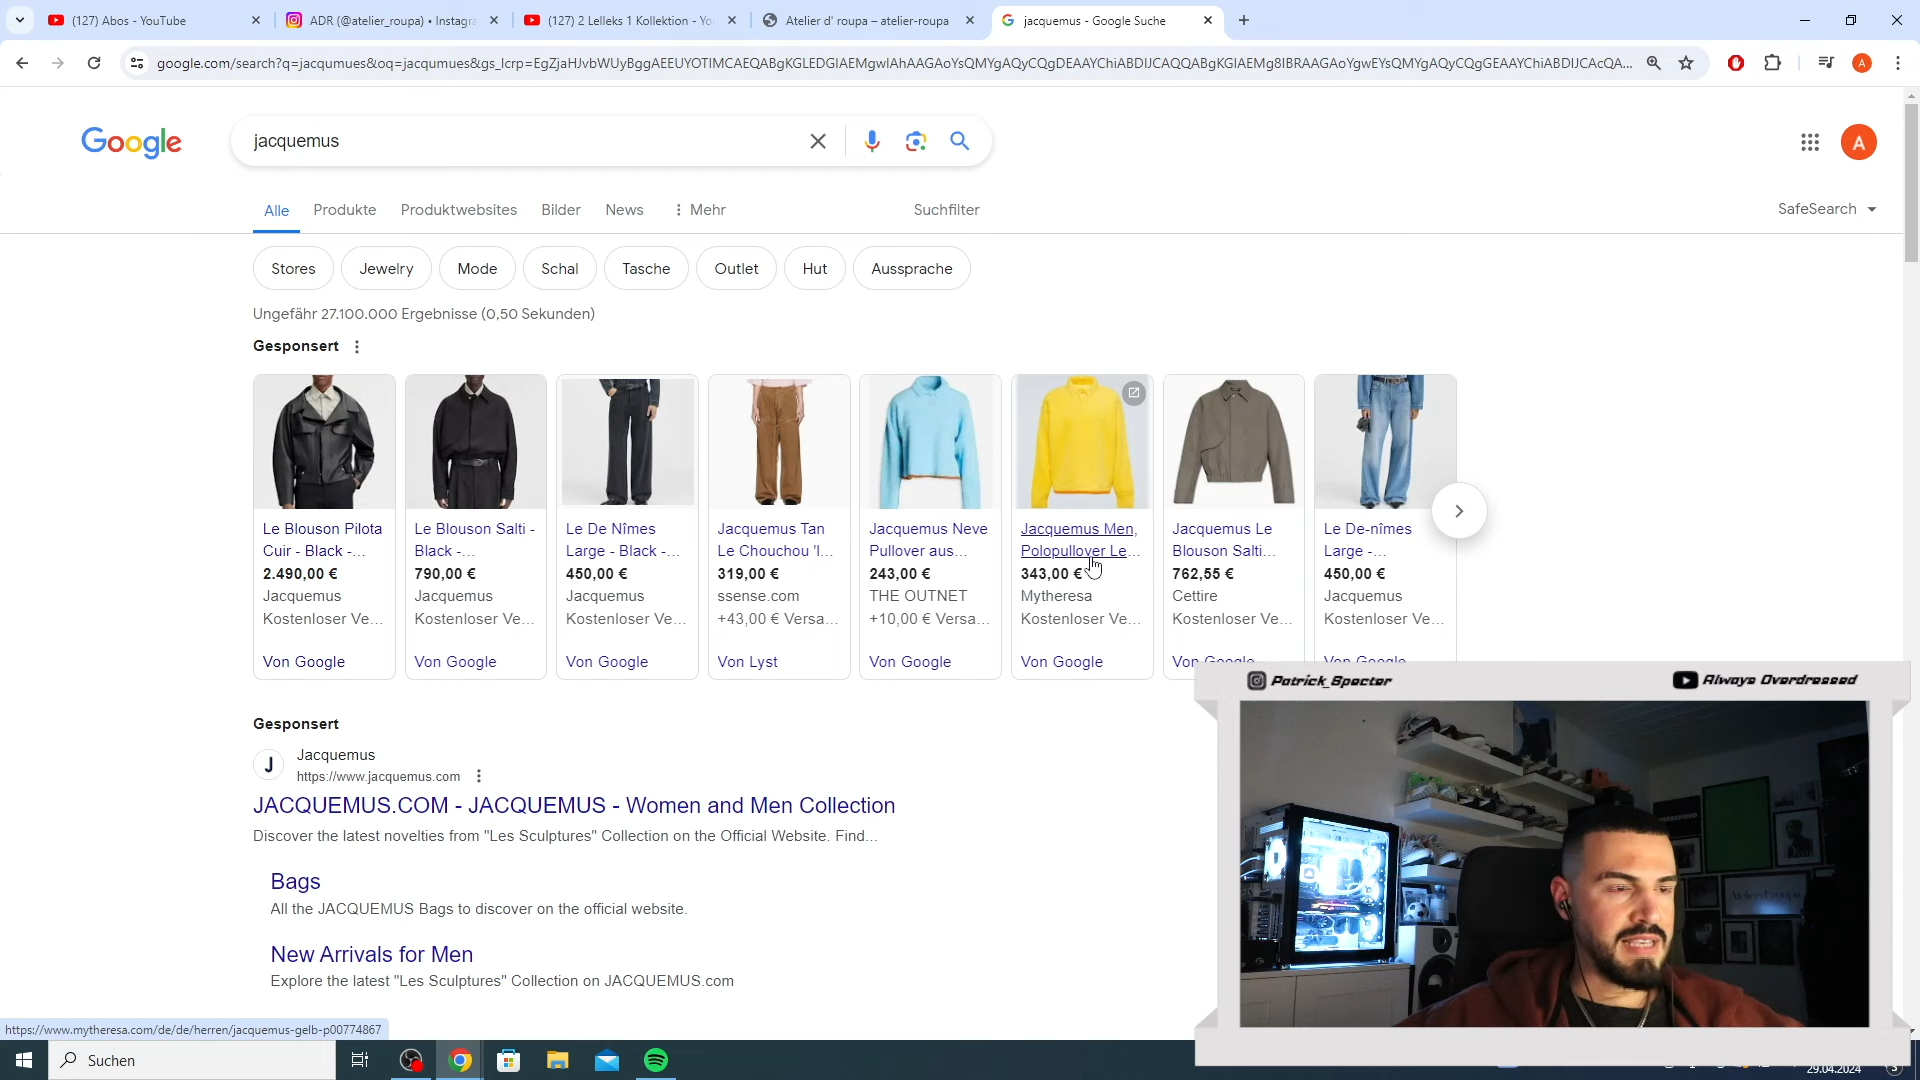 (127) Abos - YouTube
ADR (@atelier_roupa) • Instagra
(127) 2 Lelleks 1 Kollektion - Yo
Atelier d' roupa – atelier-roupa
jacquemus - Google Suche
google.com/search?q=jacqumues&oq=jacqumues&gs_lcrp=EgZjaHJvbWUyBggAEEUYOTIMCAEQABgKGLEDGIAEMgwIAhAAGAoYsQMYgAQyCQgDEAAYChiABDIJCAQQABgKGIAEMg8IBRAAGAoYgwEYsQMYgAQyCQgGEAAYChiABDIJCAcQA...
A
Google
jacquemus
A
Alle
Produkte
Produktwebsites
Bilder
News
Mehr
Suchfilter
SafeSearch
Stores
Jewelry
Mode
Schal
Tasche
Outlet
Hut
Aussprache
Ungefähr 27.100.000 Ergebnisse (0,50 Sekunden)
Gesponsert
Le Blouson Pilota
Cuir - Black -...
2.490,00 €
Jacquemus
Kostenloser Ve...
Von Google
Le Blouson Salti -
Black -...
790,00 €
Jacquemus
Kostenloser Ve...
Von Google
Le De Nîmes
Large - Black -...
450,00 €
Jacquemus
Kostenloser Ve...
Von Google
Jacquemus Tan
Le Chouchou 'l...
319,00 €
ssense.com
+43,00 € Versa...
Von Lyst
Jacquemus Neve
Pullover aus...
243,00 €
THE OUTNET
+10,00 € Versa...
Von Google
Jacquemus Men,
Polopullover Le...
343,00 €
Mytheresa
Kostenloser Ve...
Von Google
Jacquemus Le
Blouson Salti...
762,55 €
Cettire
Kostenloser Ve...
Von Google
Le De-nîmes
Large -...
450,00 €
Jacquemus
Kostenloser Ve...
Von Google
Gesponsert
J
Jacquemus
https://www.jacquemus.com
JACQUEMUS.COM - JACQUEMUS - Women and Men Collection
Discover the latest novelties from "Les Sculptures" Collection on the Official Website. Find...
Bags
All the JACQUEMUS Bags to discover on the official website.
New Arrivals for Men
Explore the latest "Les Sculptures" Collection on JACQUEMUS.com
Patrick_Specter
Always Overdressed
https://www.mytheresa.com/de/de/herren/jacquemus-gelb-p00774867
Suchen
29.04.2024